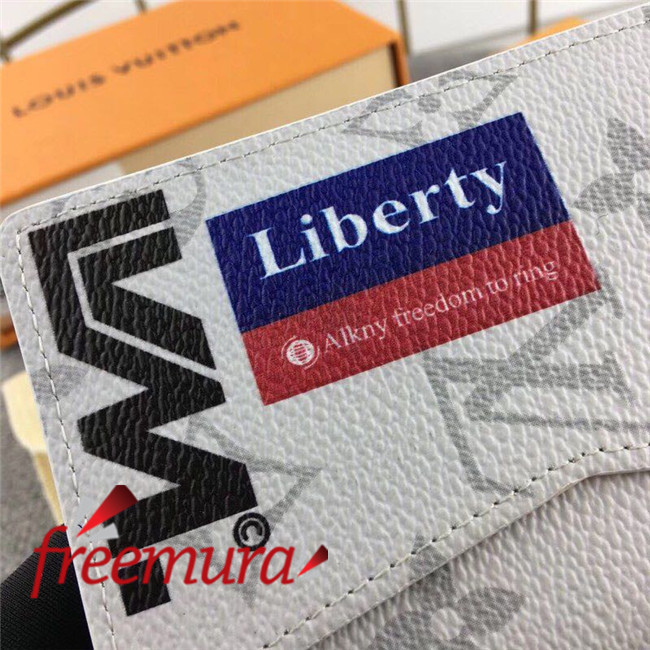 LOUIS VUITTON
Liberty
Alkny freedom to ring
©
freemura